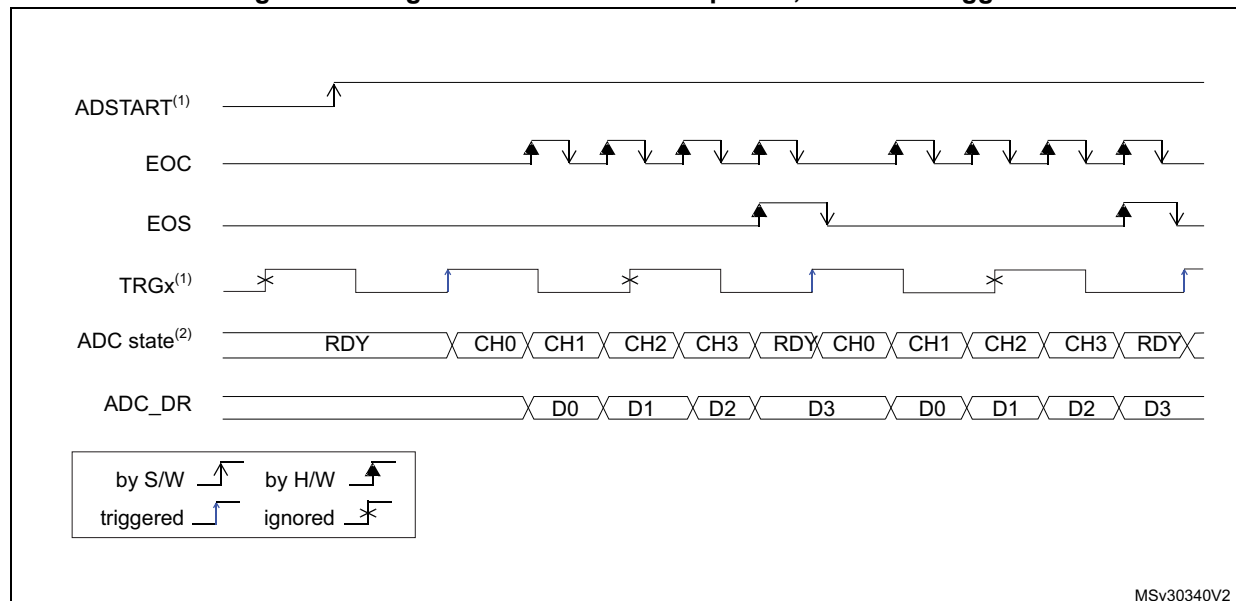 ADSTART(1)
EOC
EOS
TRGx(1)
ADC state(2) RDY CH0 CH1 CH2 CH3 RDY CH0 CH1 CH2 CH3 RDY
ADC_DR D0 D1 D2 D3 D0 D1 D2 D3
by S/W by H/W
triggered ignored
MSv30340V2